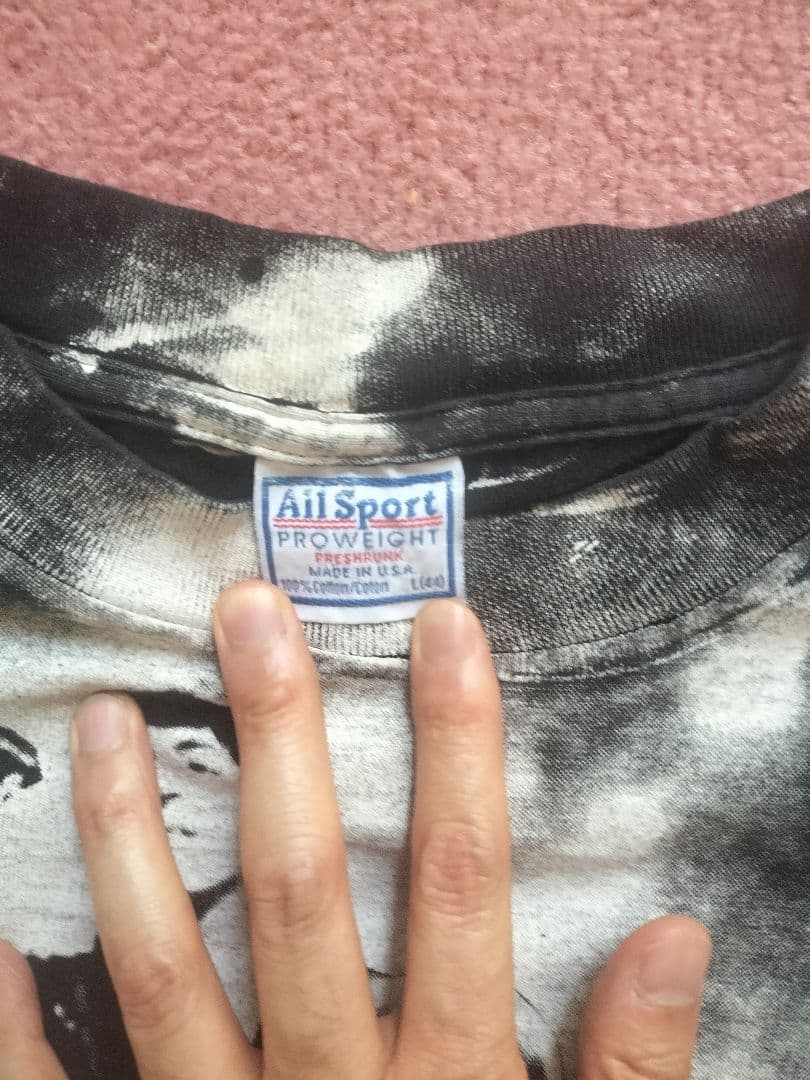 All Sport
PROWEIGHT
PRESHRUNK
MADE IN U.S.A.
100% Cotton/Coton L(44)